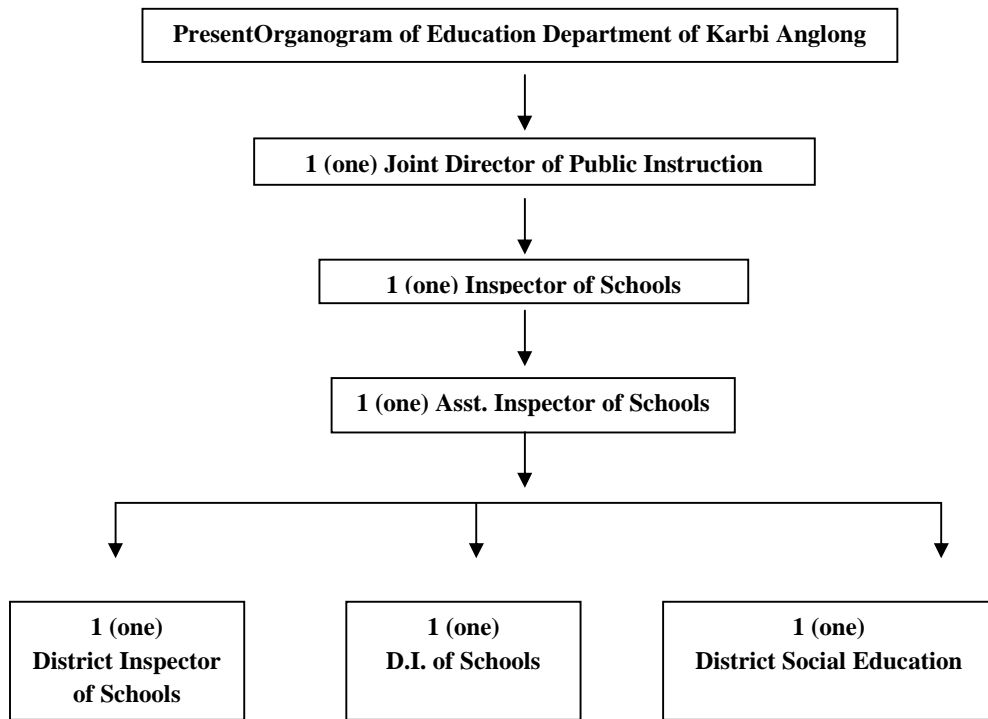 PresentOrganogram of Education Department of Karbi Anglong
1 (one) Joint Director of Public Instruction
1 (one) Inspector of Schools
1 (one) Asst. Inspector of Schools
1 (one)
District Inspector
of Schools
1 (one)
D.I. of Schools
1 (one)
District Social Education